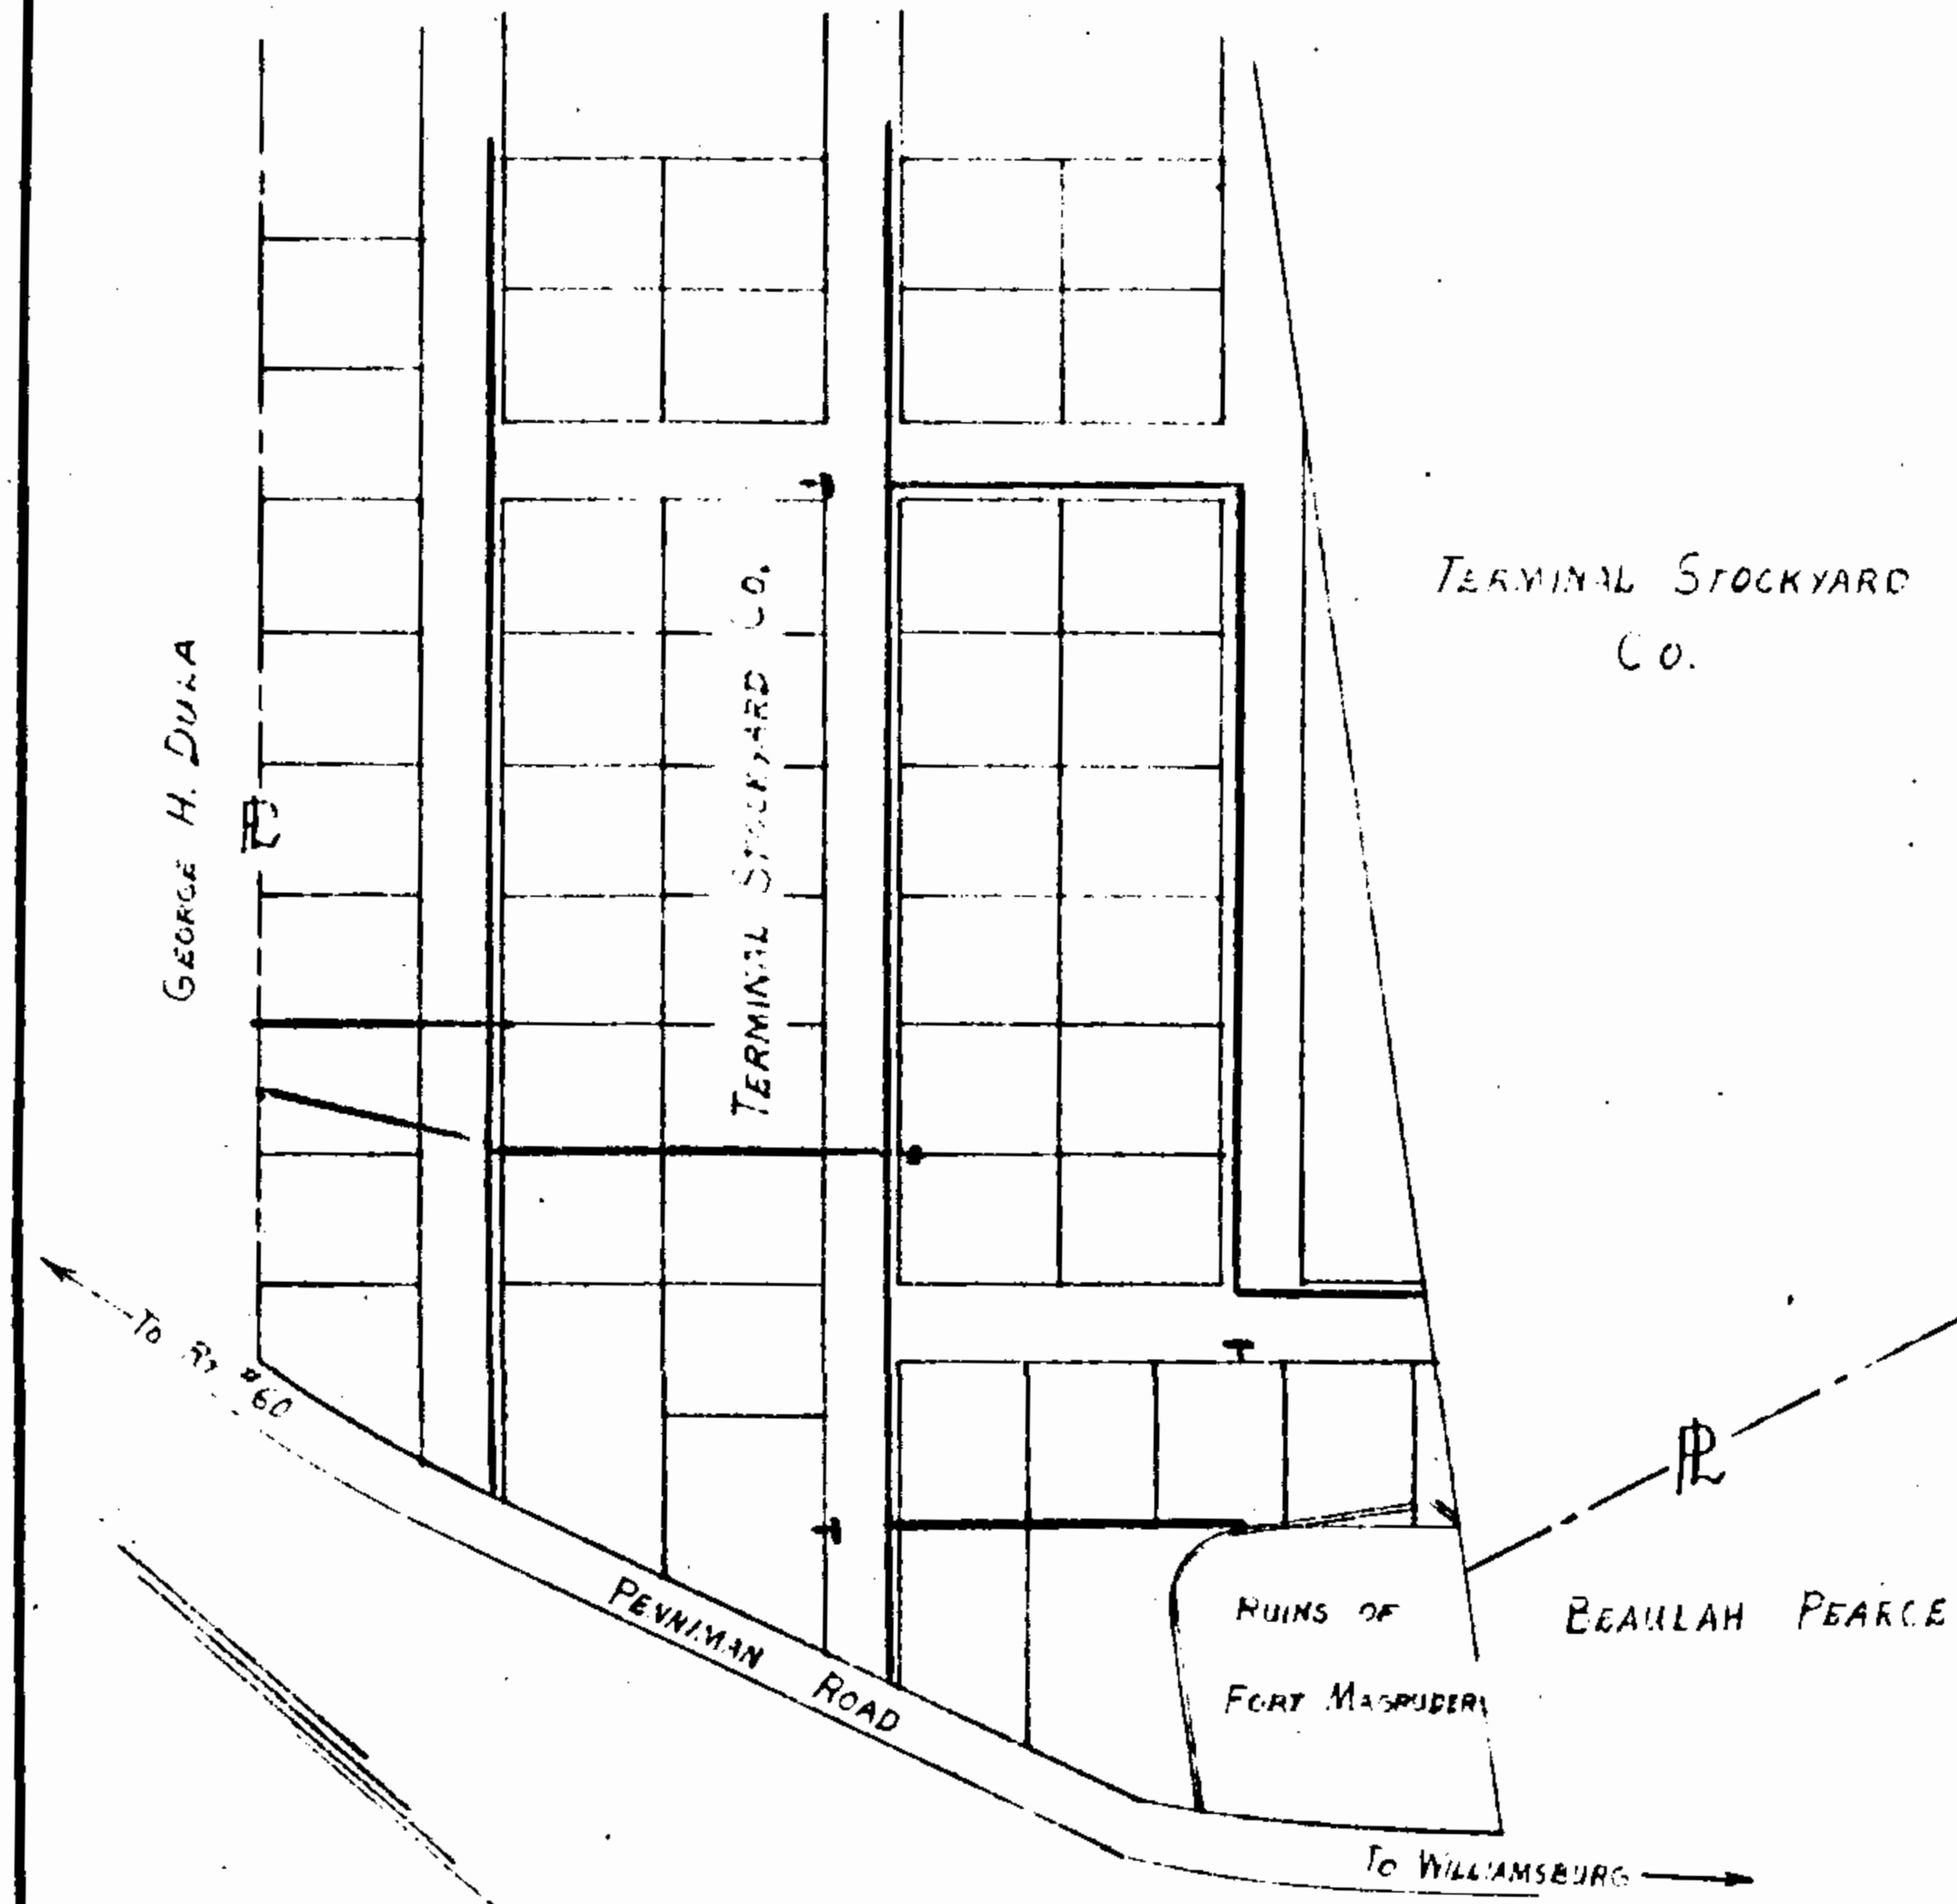 TERMINAL STOCKYARD
CO.
GEORGE H. DULA
PL
TERMINAL STOCKYARD CO.
TO RT #60
PL
PENNIMAN ROAD
RUINS OF
FORT MAGRUDER
BEAULAH PEARCE
TO WILLIAMSBURG